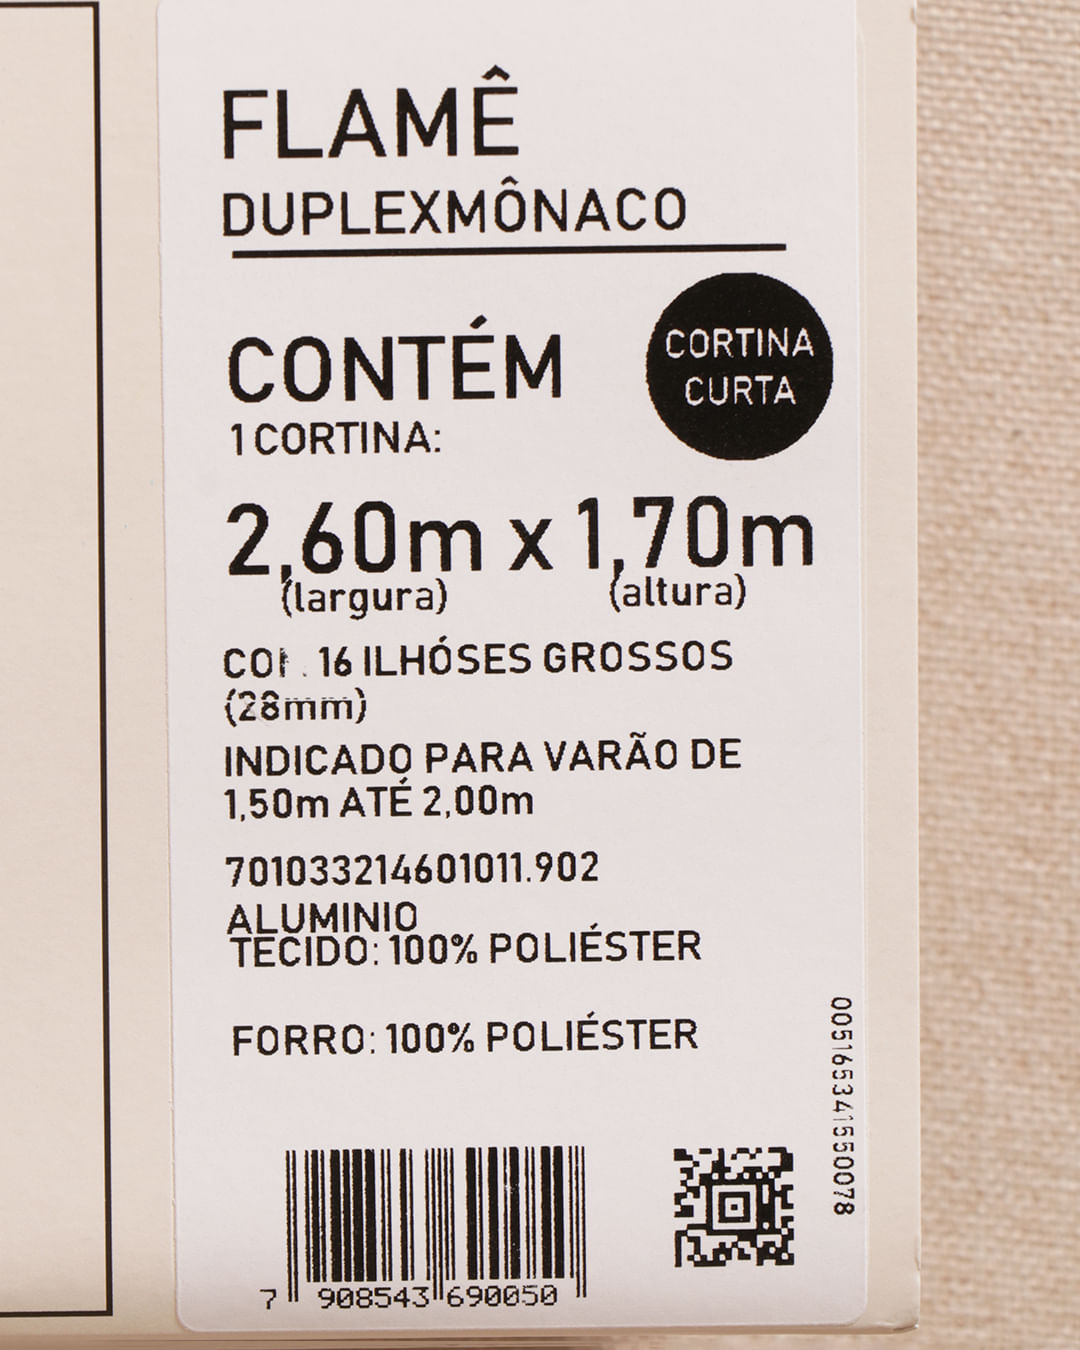 FLAMÊ
DUPLEXMÔNACO
CORTINA
CURTA
CONTÉM
1 CORTINA:
2,60m x 1,70m
(largura) (altura)
16 ILHÓSES GROSSOS
(28mm)
INDICADO PARA VARÃO DE
1,50m ATÉ 2,00m
701033214601011.902
ALUMINIO
TECIDO: 100% POLIÉSTER
FORRO: 100% POLIÉSTER
7 908543 690050
005165341550078